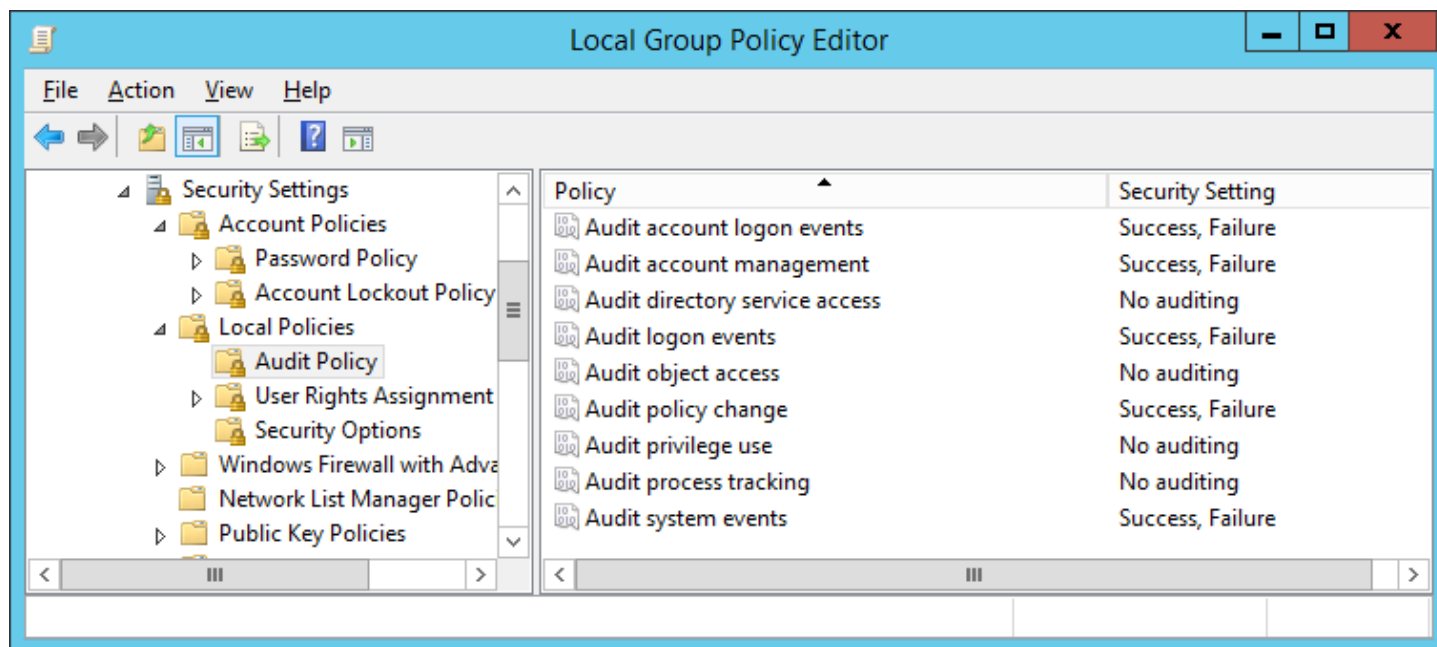 Local Group Policy Editor
File Action View Help
Security Settings
Account Policies
Password Policy
Account Lockout Policy
Local Policies
Audit Policy
User Rights Assignment
Security Options
Windows Firewall with Adva
Network List Manager Polic
Public Key Policies
Policy Security Setting
Audit account logon events Success, Failure
Audit account management Success, Failure
Audit directory service access No auditing
Audit logon events Success, Failure
Audit object access No auditing
Audit policy change Success, Failure
Audit privilege use No auditing
Audit process tracking No auditing
Audit system events Success, Failure